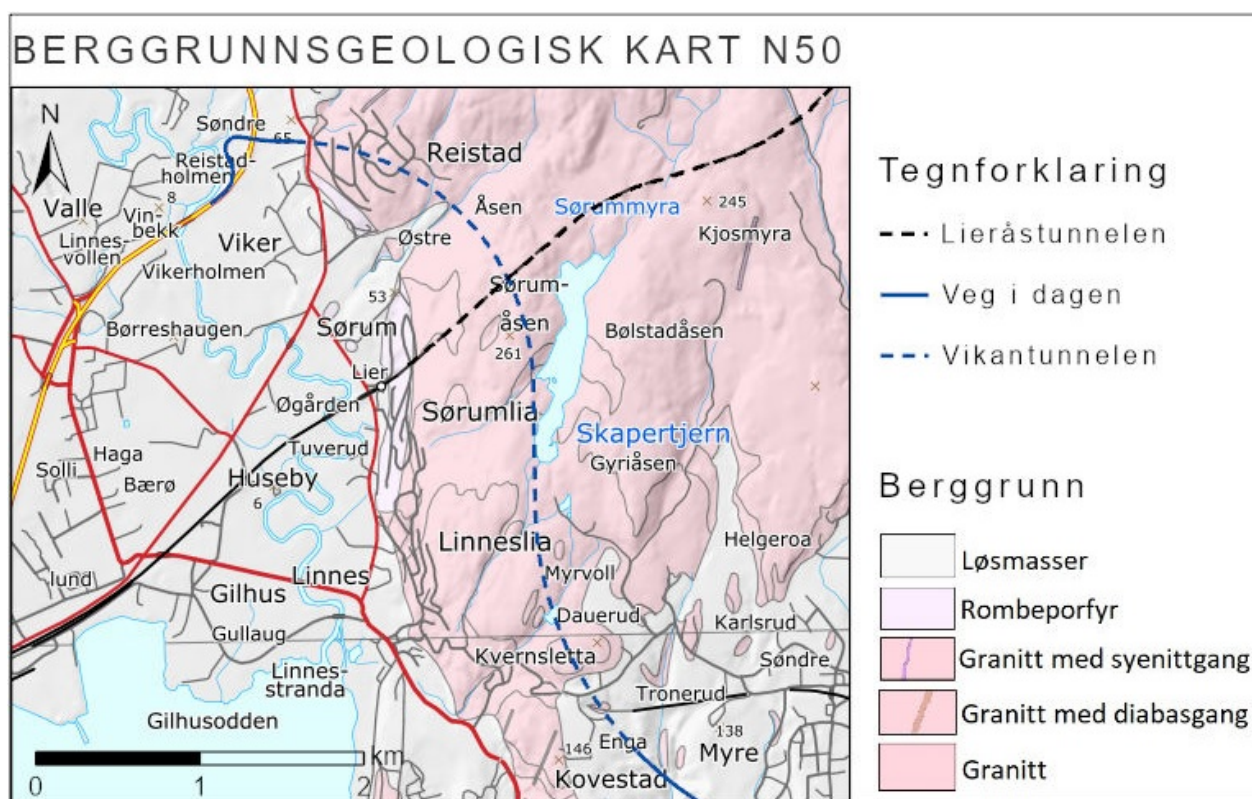 BERGGRUNNSGEOLOGISK KART N50
N
Søndre
65
Reistad-
holmen
Reistad
Valle
8
Vin-
bekk
Linnes-
vollen
Viker
Vikerholmen
Åsen
Østre
Sørummyra
245
Kjosmyra
53
Sørum-
åsen
261
Børreshaugen
Sørum
Bølstadåsen
Lier
Øgården
Sørumlia
Skapertjern
Gyriåsen
Tuverud
Haga
Solli
Bærø
Huseby
6
Linneslia
Helgeroa
Myrvoll
lund
Gilhus
Linnes
Dauerud
Karlsrud
Gullaug
Kvernsletta
Søndre
Linnes-
stranda
Tronerud
Gilhusodden
138
Enga
Myre
146
Kovestad
km
0
1
2
Tegnforklaring
Lieråstunnelen
Veg i dagen
Vikantunnelen
Berggrunn
Løsmasser
Rombeporfyr
Granitt med syenittgang
Granitt med diabasgang
Granitt